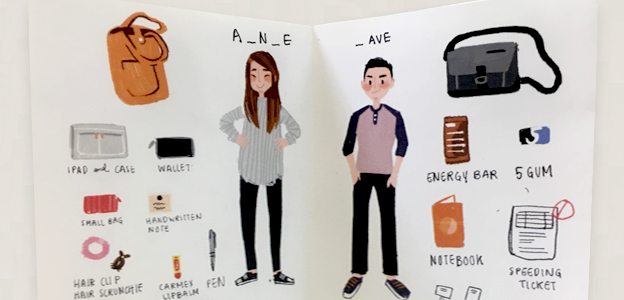 A_N_E
_AVE
IPAD and CASE
WALLET
SMALL BAG
HANDWRITTEN
NOTE
HAIR CLIP
HAIR SCRUNGTIE
CARMEX
LIPBALM
PEN
ENERGY BAR
5 GUM
NOTEBOOK
SPEEDING
TICKET